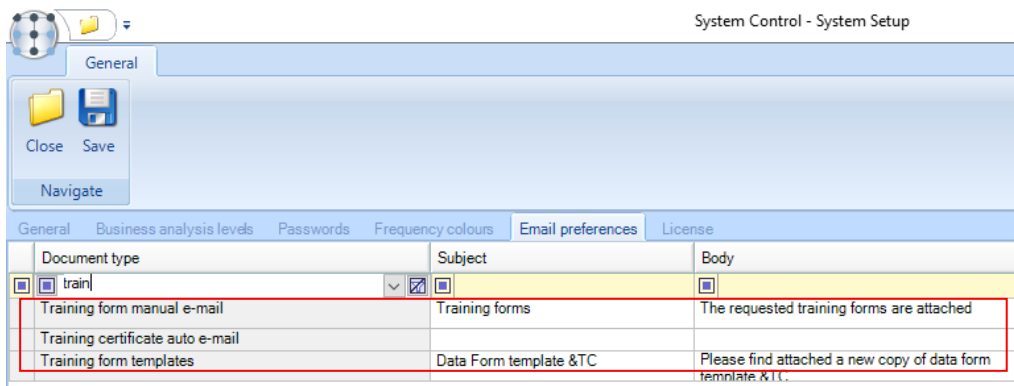 System Control - System Setup
General
Close Save
Navigate
General Business analysis levels Passwords Frequency colours Email preferences License
Document type Subject Body
train
Training form manual e-mail Training forms The requested training forms are attached
Training certificate auto e-mail
Training form templates Data Form template &TC Please find attached a new copy of data form
template &TC